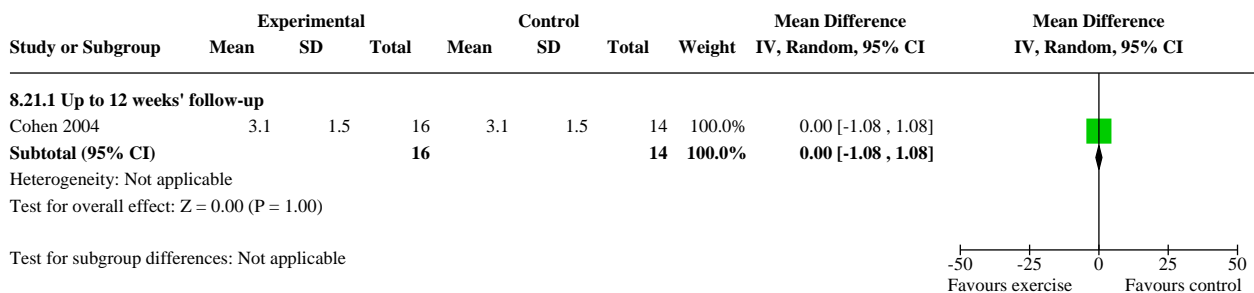 Experimental Control Mean Difference Mean Difference
Study or Subgroup Mean SD Total Mean SD Total Weight IV, Random, 95% CI IV, Random, 95% CI
8.21.1 Up to 12 weeks' follow-up
Cohen 2004 3.1 1.5 16 3.1 1.5 14 100.0% 0.00 [-1.08 , 1.08]
Subtotal (95% CI) 16 14 100.0% 0.00 [-1.08 , 1.08]
Heterogeneity: Not applicable
Test for overall effect: Z = 0.00 (P = 1.00)
Test for subgroup differences: Not applicable
-50 -25 0 25 50
Favours exercise Favours control